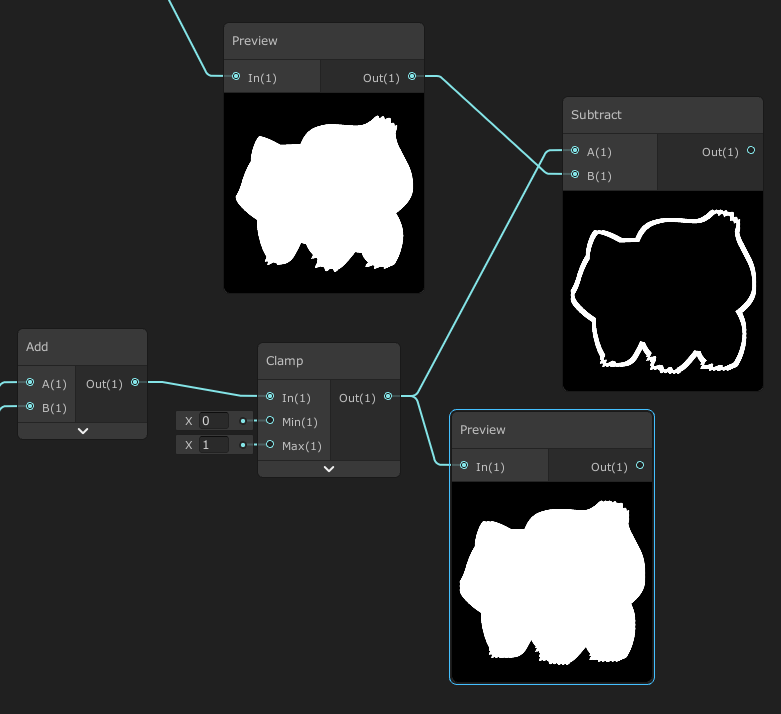 Preview
In(1) Out(1)
Subtract
A(1) Out(1)
B(1)
Add
A(1) Out(1)
B(1)
Clamp
In(1) Out(1)
X 0 Min(1)
X 1 Max(1)
Preview
In(1) Out(1)